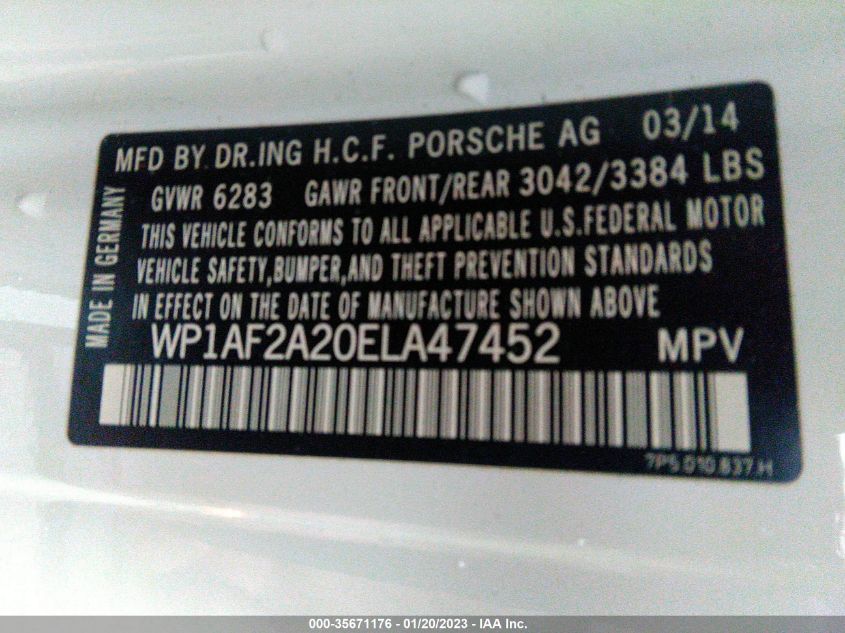 MFD BY DR.ING H.C.F. PORSCHE AG 03/14
GVWR 6283 GAWR FRONT/REAR 3042/3384 LBS
THIS VEHICLE CONFORMS TO ALL APPLICABLE U.S.FEDERAL MOTOR
VEHICLE SAFETY,BUMPER,AND THEFT PREVENTION STANDARDS
IN EFFECT ON THE DATE OF MANUFACTURE SHOWN ABOVE
WP1AF2A20ELA47452 MPV
MADE IN GERMANY
7P5.010.837.H
000-35671176 - 01/20/2023 - IAA Inc.